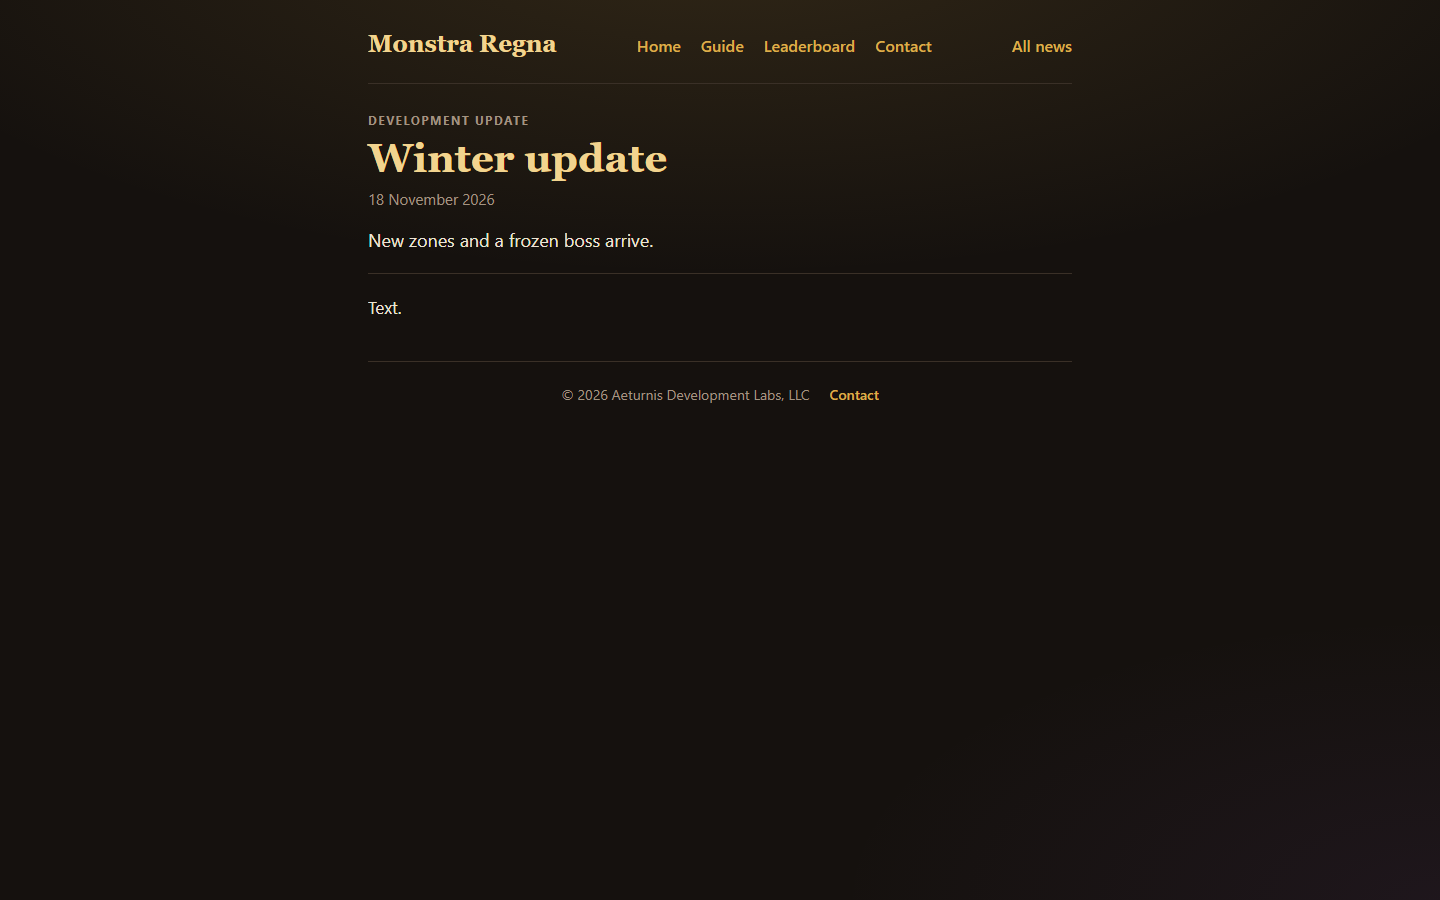 Monstra Regna Home Guide Leaderboard Contact All news
DEVELOPMENT UPDATE
Winter update
18 November 2026
New zones and a frozen boss arrive.
Text.
© 2026 Aeturnis Development Labs, LLC Contact